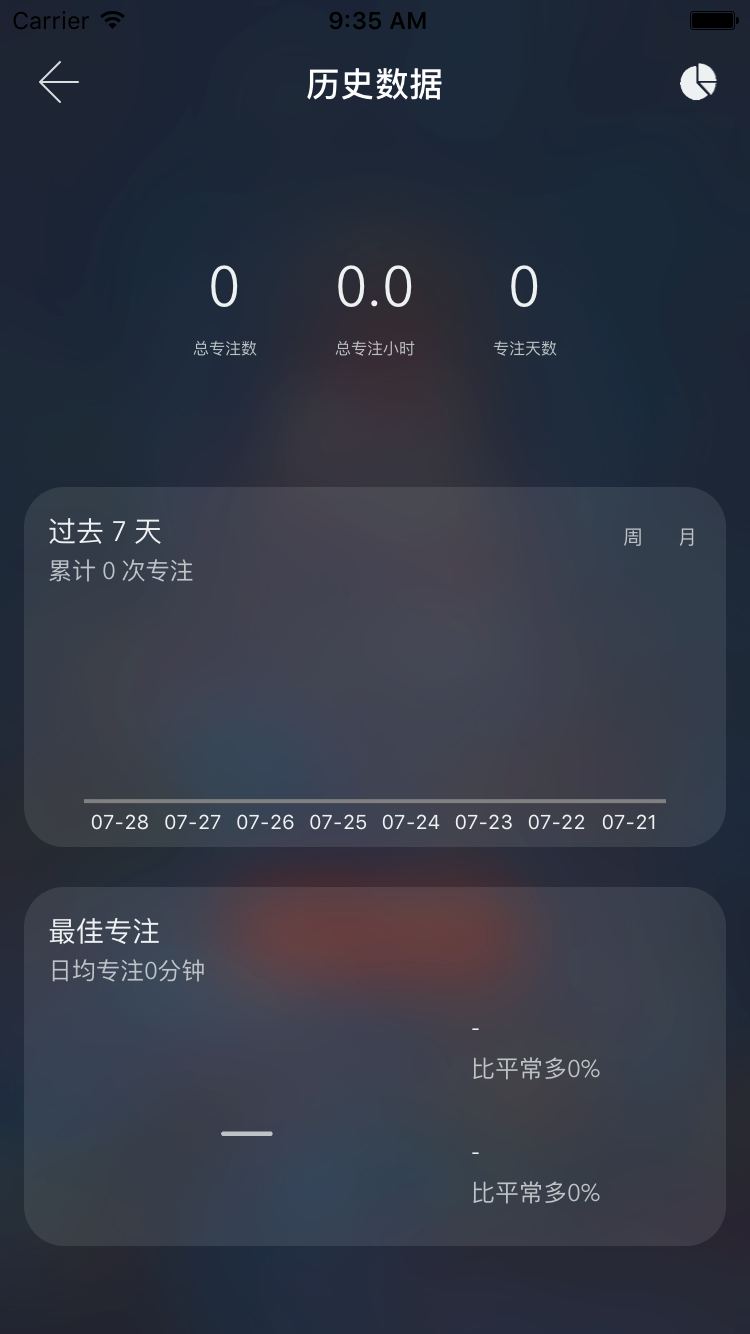 Carrier 9:35 AM
历史数据
0 0.0 0
总专注数 总专注小时 专注天数
过去 7 天 周 月
累计 0 次专注
07-28 07-27 07-26 07-25 07-24 07-23 07-22 07-21
最佳专注
日均专注0分钟
-
比平常多0%
-
比平常多0%